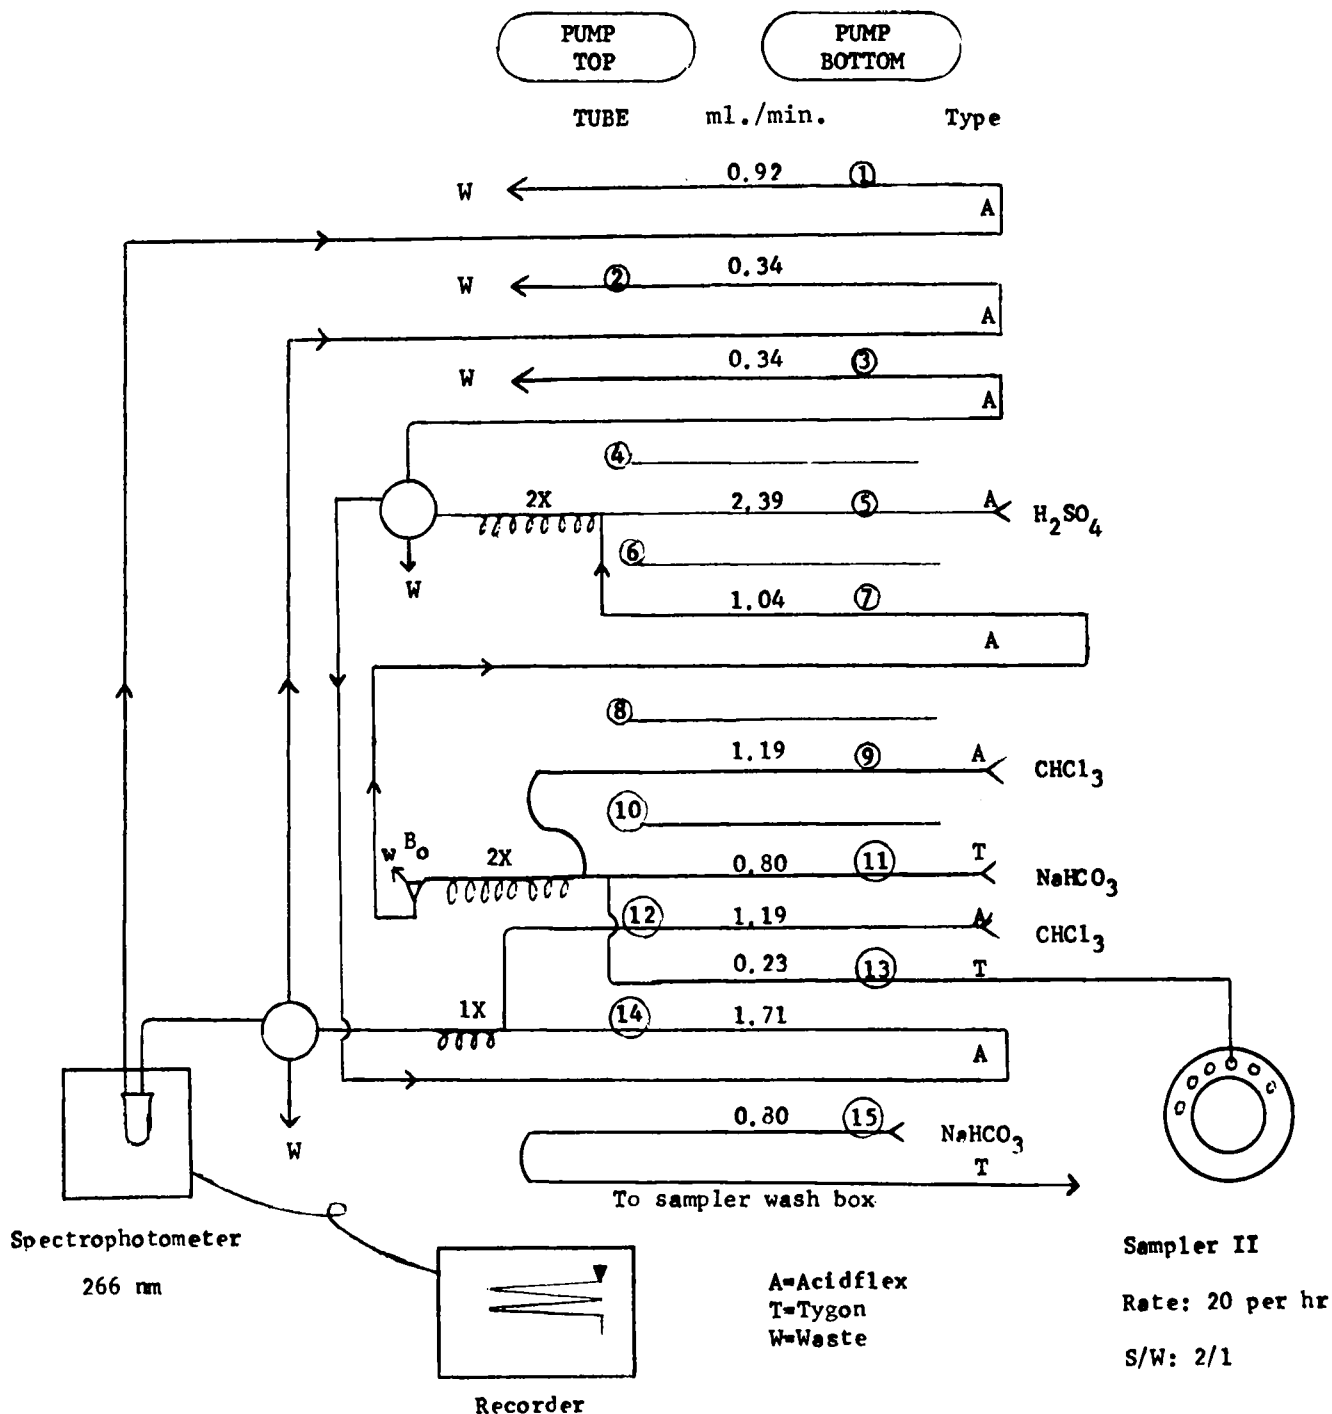 PUMP TOP
PUMP BOTTOM
TUBE ml./min. Type
W 0.92 ① A
W ② 0.34 A
W 0.34 ③ A
④
2X 2.39 ⑤ A H₂SO₄
⑥
W
1.04 ⑦ A
⑧
1.19 ⑨ A CHCl₃
⑩
w B₀ 2X 0.80 ⑪ T NaHCO₃
⑫ 1.19 A CHCl₃
0.23 ⑬ T
1X ⑭ 1.71 A
W
0.80 ⑮ NaHCO₃
T
To sampler wash box
Spectrophotometer
266 nm
Recorder
A=Acidflex
T=Tygon
W=Waste
Sampler II
Rate: 20 per hr
S/W: 2/1